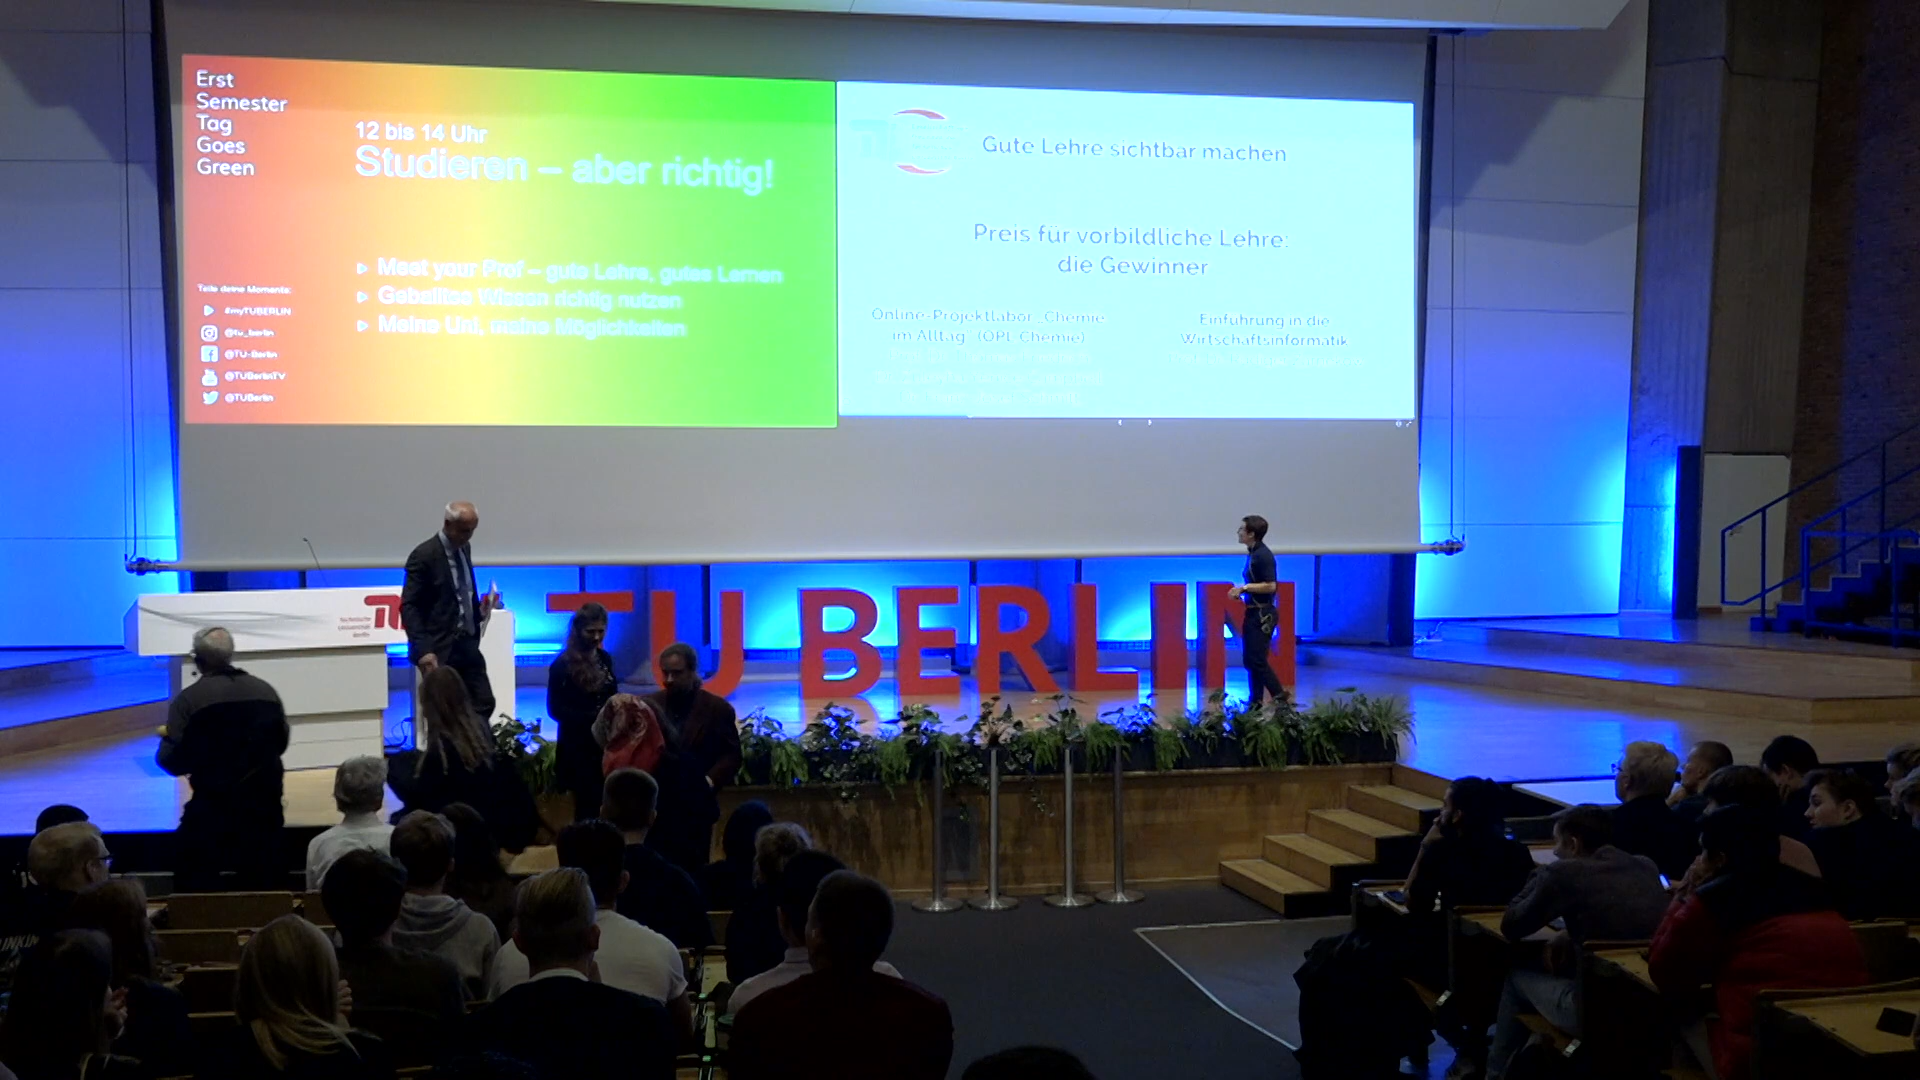 Erst
Semester
Tag
Goes
Green
12 bis 14 Uhr
Studieren – aber richtig!
Meet your Prof – gute Lehre, gutes Lernen
Geballtes Wissen richtig nutzen
Meine Uni, meine Möglichkeiten
Teile deine Momente:
#myTUBERLIN
@tu_berlin
@TU-Berlin
@TUBerlinTV
@TUBerlin
Gute Lehre sichtbar machen
Preis für vorbildliche Lehre:
die Gewinner
Online-Projektlabor „Chemie
im Alltag" (OPL Chemie)
Einführung in die
Wirtschaftsinformatik
Technische
Universität
Berlin
TU BERLIN